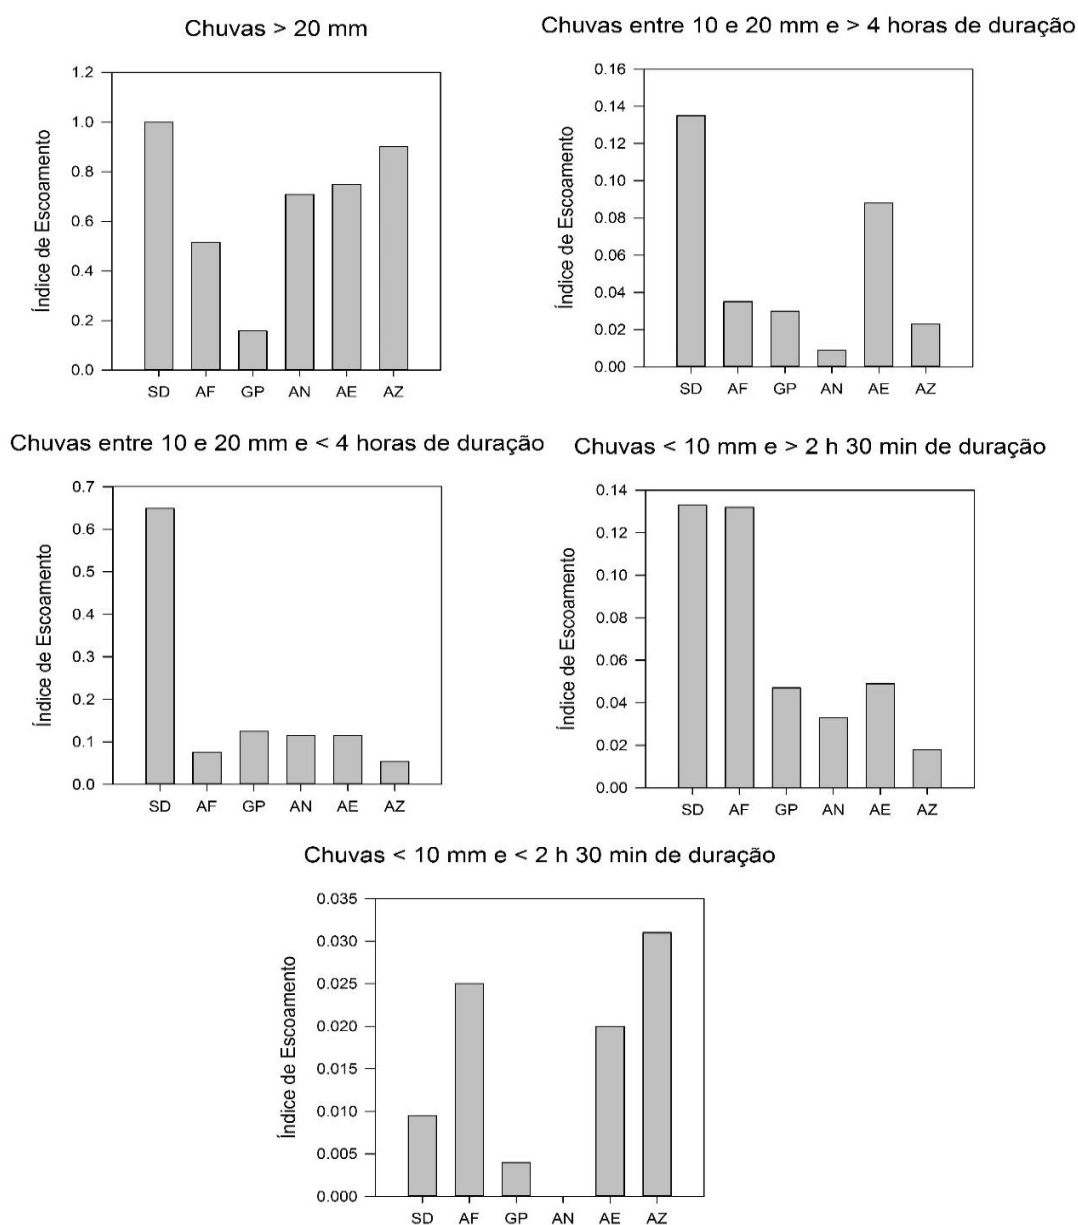 Chuvas > 20 mm
Índice de Escoamento
1.2
1.0
0.8
0.6
0.4
0.2
0.0
SD AF GP AN AE AZ
Chuvas entre 10 e 20 mm e > 4 horas de duração
Índice de Escoamento
0.16
0.14
0.12
0.10
0.08
0.06
0.04
0.02
0.00
SD AF GP AN AE AZ
Chuvas entre 10 e 20 mm e < 4 horas de duração
Índice de Escoamento
0.7
0.6
0.5
0.4
0.3
0.2
0.1
0.0
SD AF GP AN AE AZ
Chuvas < 10 mm e > 2 h 30 min de duração
Índice de Escoamento
0.14
0.12
0.10
0.08
0.06
0.04
0.02
0.00
SD AF GP AN AE AZ
Chuvas < 10 mm e < 2 h 30 min de duração
Índice de Escoamento
0.035
0.030
0.025
0.020
0.015
0.010
0.005
0.000
SD AF GP AN AE AZ